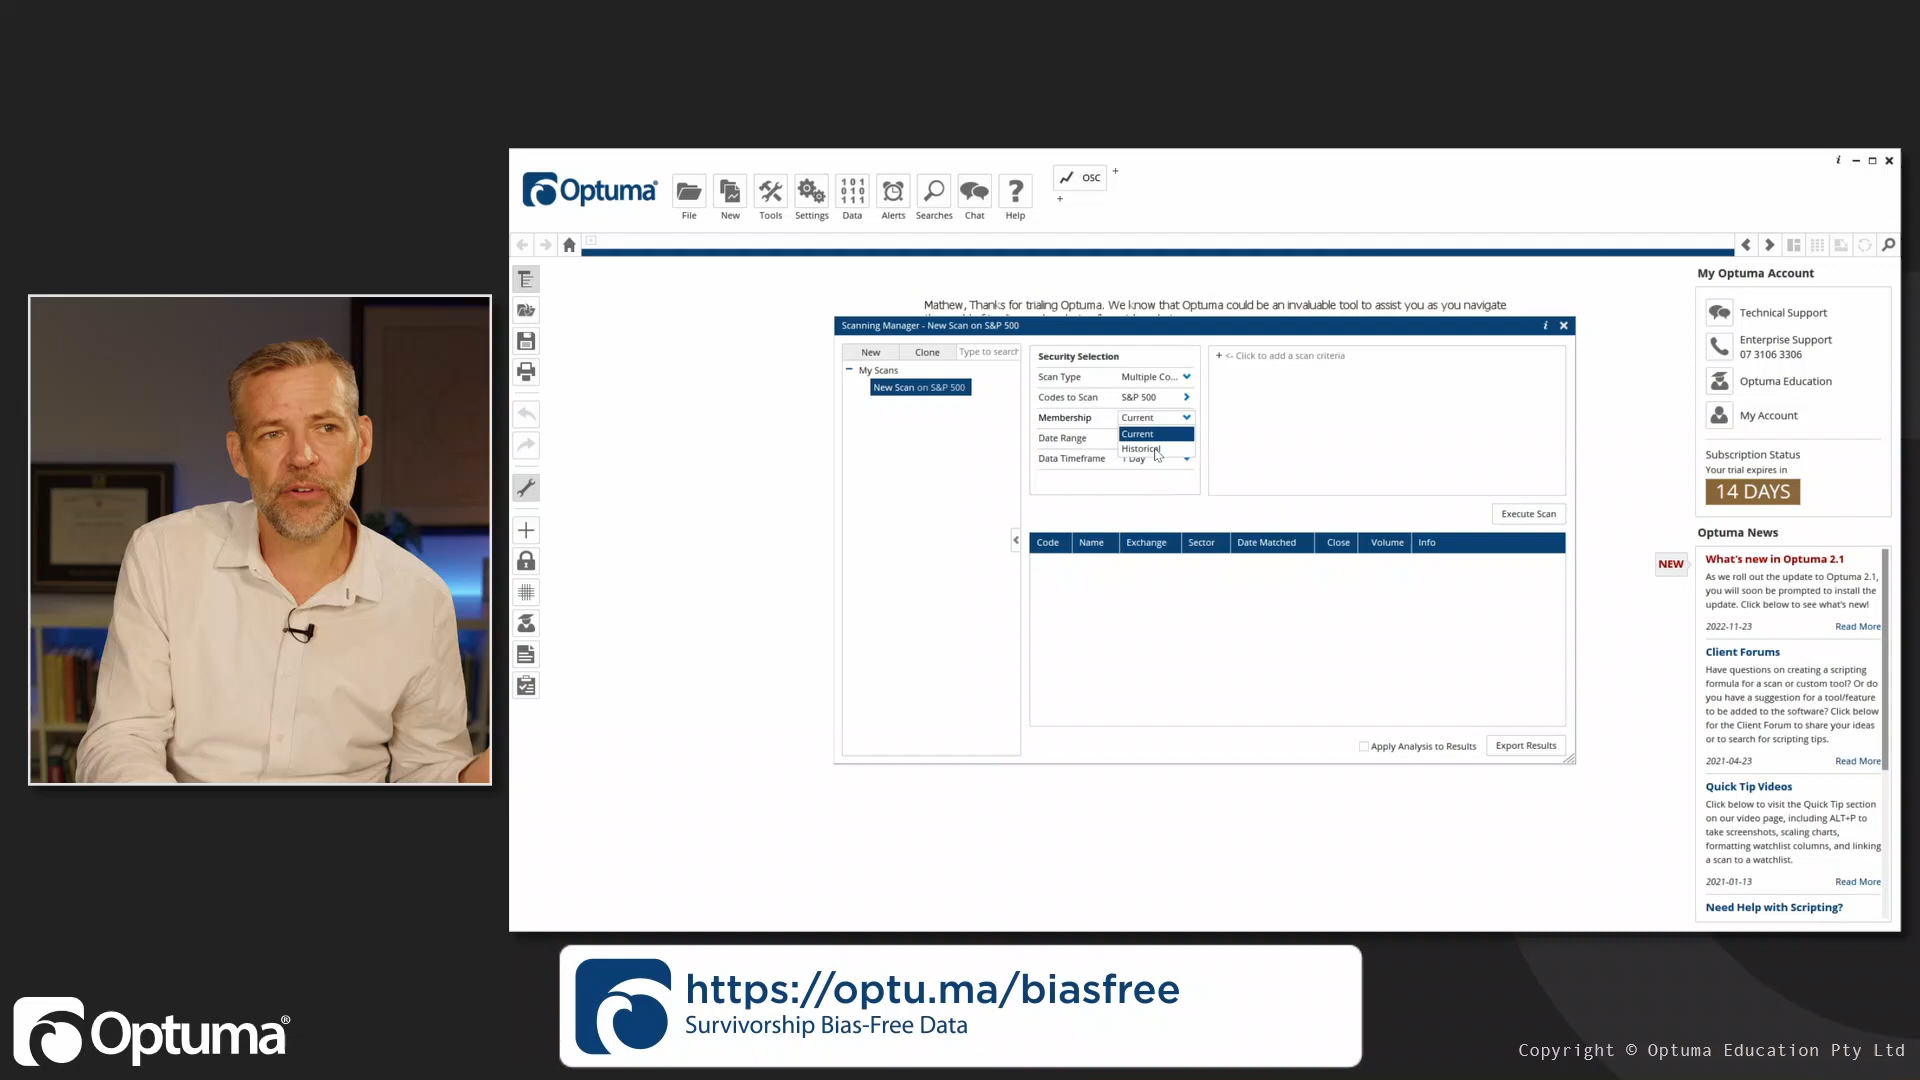 Optuma®
File
New
Tools
Settings
101
010
111
Data
Alerts
Searches
Chat
?
Help
OSC
+
+
i
Mathew, Thanks for trialing Optuma. We know that Optuma could be an invaluable tool to assist you as you navigate
Scanning Manager - New Scan on S&P 500
i
New
Clone
Type to search
My Scans
New Scan on S&P 500
Security Selection
Scan Type Multiple Co...
Codes to Scan S&P 500
Membership Current
Current
Historical
Date Range
Data Timeframe 1 Day
+ <- Click to add a scan criteria
Execute Scan
Code Name Exchange Sector Date Matched Close Volume Info
Apply Analysis to Results
Export Results
My Optuma Account
Technical Support
Enterprise Support
07 3106 3306
Optuma Education
My Account
Subscription Status
Your trial expires in
14 DAYS
Optuma News
NEW
What's new in Optuma 2.1
As we roll out the update to Optuma 2.1,
you will soon be prompted to install the
update. Click below to see what's new!
2022-11-23 Read More
Client Forums
Have questions on creating a scripting
formula for a scan or custom tool? Or do
you have a suggestion for a tool/feature
to be added to the software? Click below
for the Client Forum to share your ideas
or to search for scripting tips.
2021-04-23 Read More
Quick Tip Videos
Click below to visit the Quick Tip section
on our video page, including ALT+P to
take screenshots, scaling charts,
formatting watchlist columns, and linking
a scan to a watchlist.
2021-01-13 Read More
Need Help with Scripting?
https://optu.ma/biasfree
Survivorship Bias-Free Data
Optuma®
Copyright © Optuma Education Pty Ltd